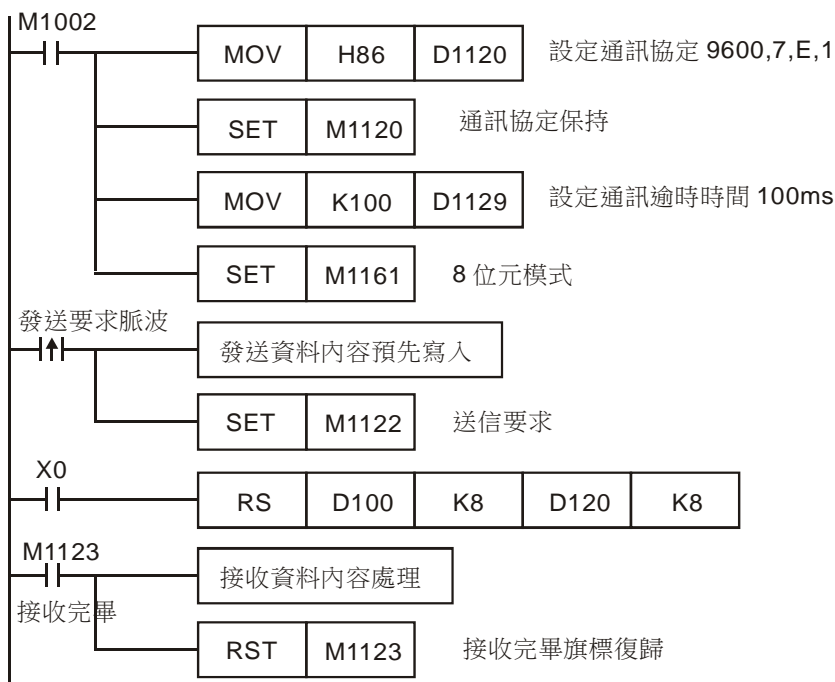 M1002
MOV H86 D1120 設定通訊協定 9600,7,E,1
SET M1120 通訊協定保持
MOV K100 D1129 設定通訊逾時時間 100ms
SET M1161 8 位元模式
發送要求脈波
發送資料內容預先寫入
SET M1122 送信要求
X0
RS D100 K8 D120 K8
M1123
接收資料內容處理
接收完畢
RST M1123 接收完畢旗標復歸